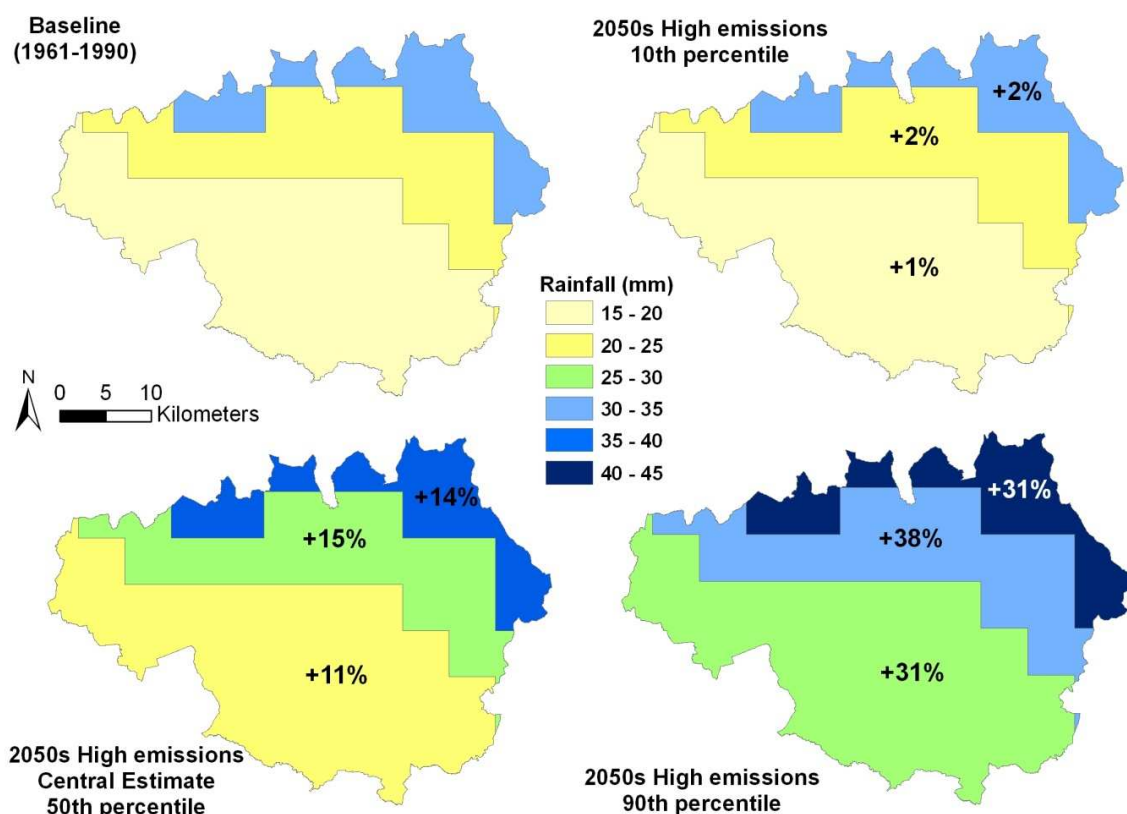 Baseline
(1961-1990)
2050s High emissions
10th percentile
+2%
+2%
+1%
Rainfall (mm)
15 - 20
20 - 25
25 - 30
30 - 35
35 - 40
40 - 45
N
0 5 10
Kilometers
+14%
+15%
+11%
2050s High emissions
Central Estimate
50th percentile
+31%
+38%
+31%
2050s High emissions
90th percentile